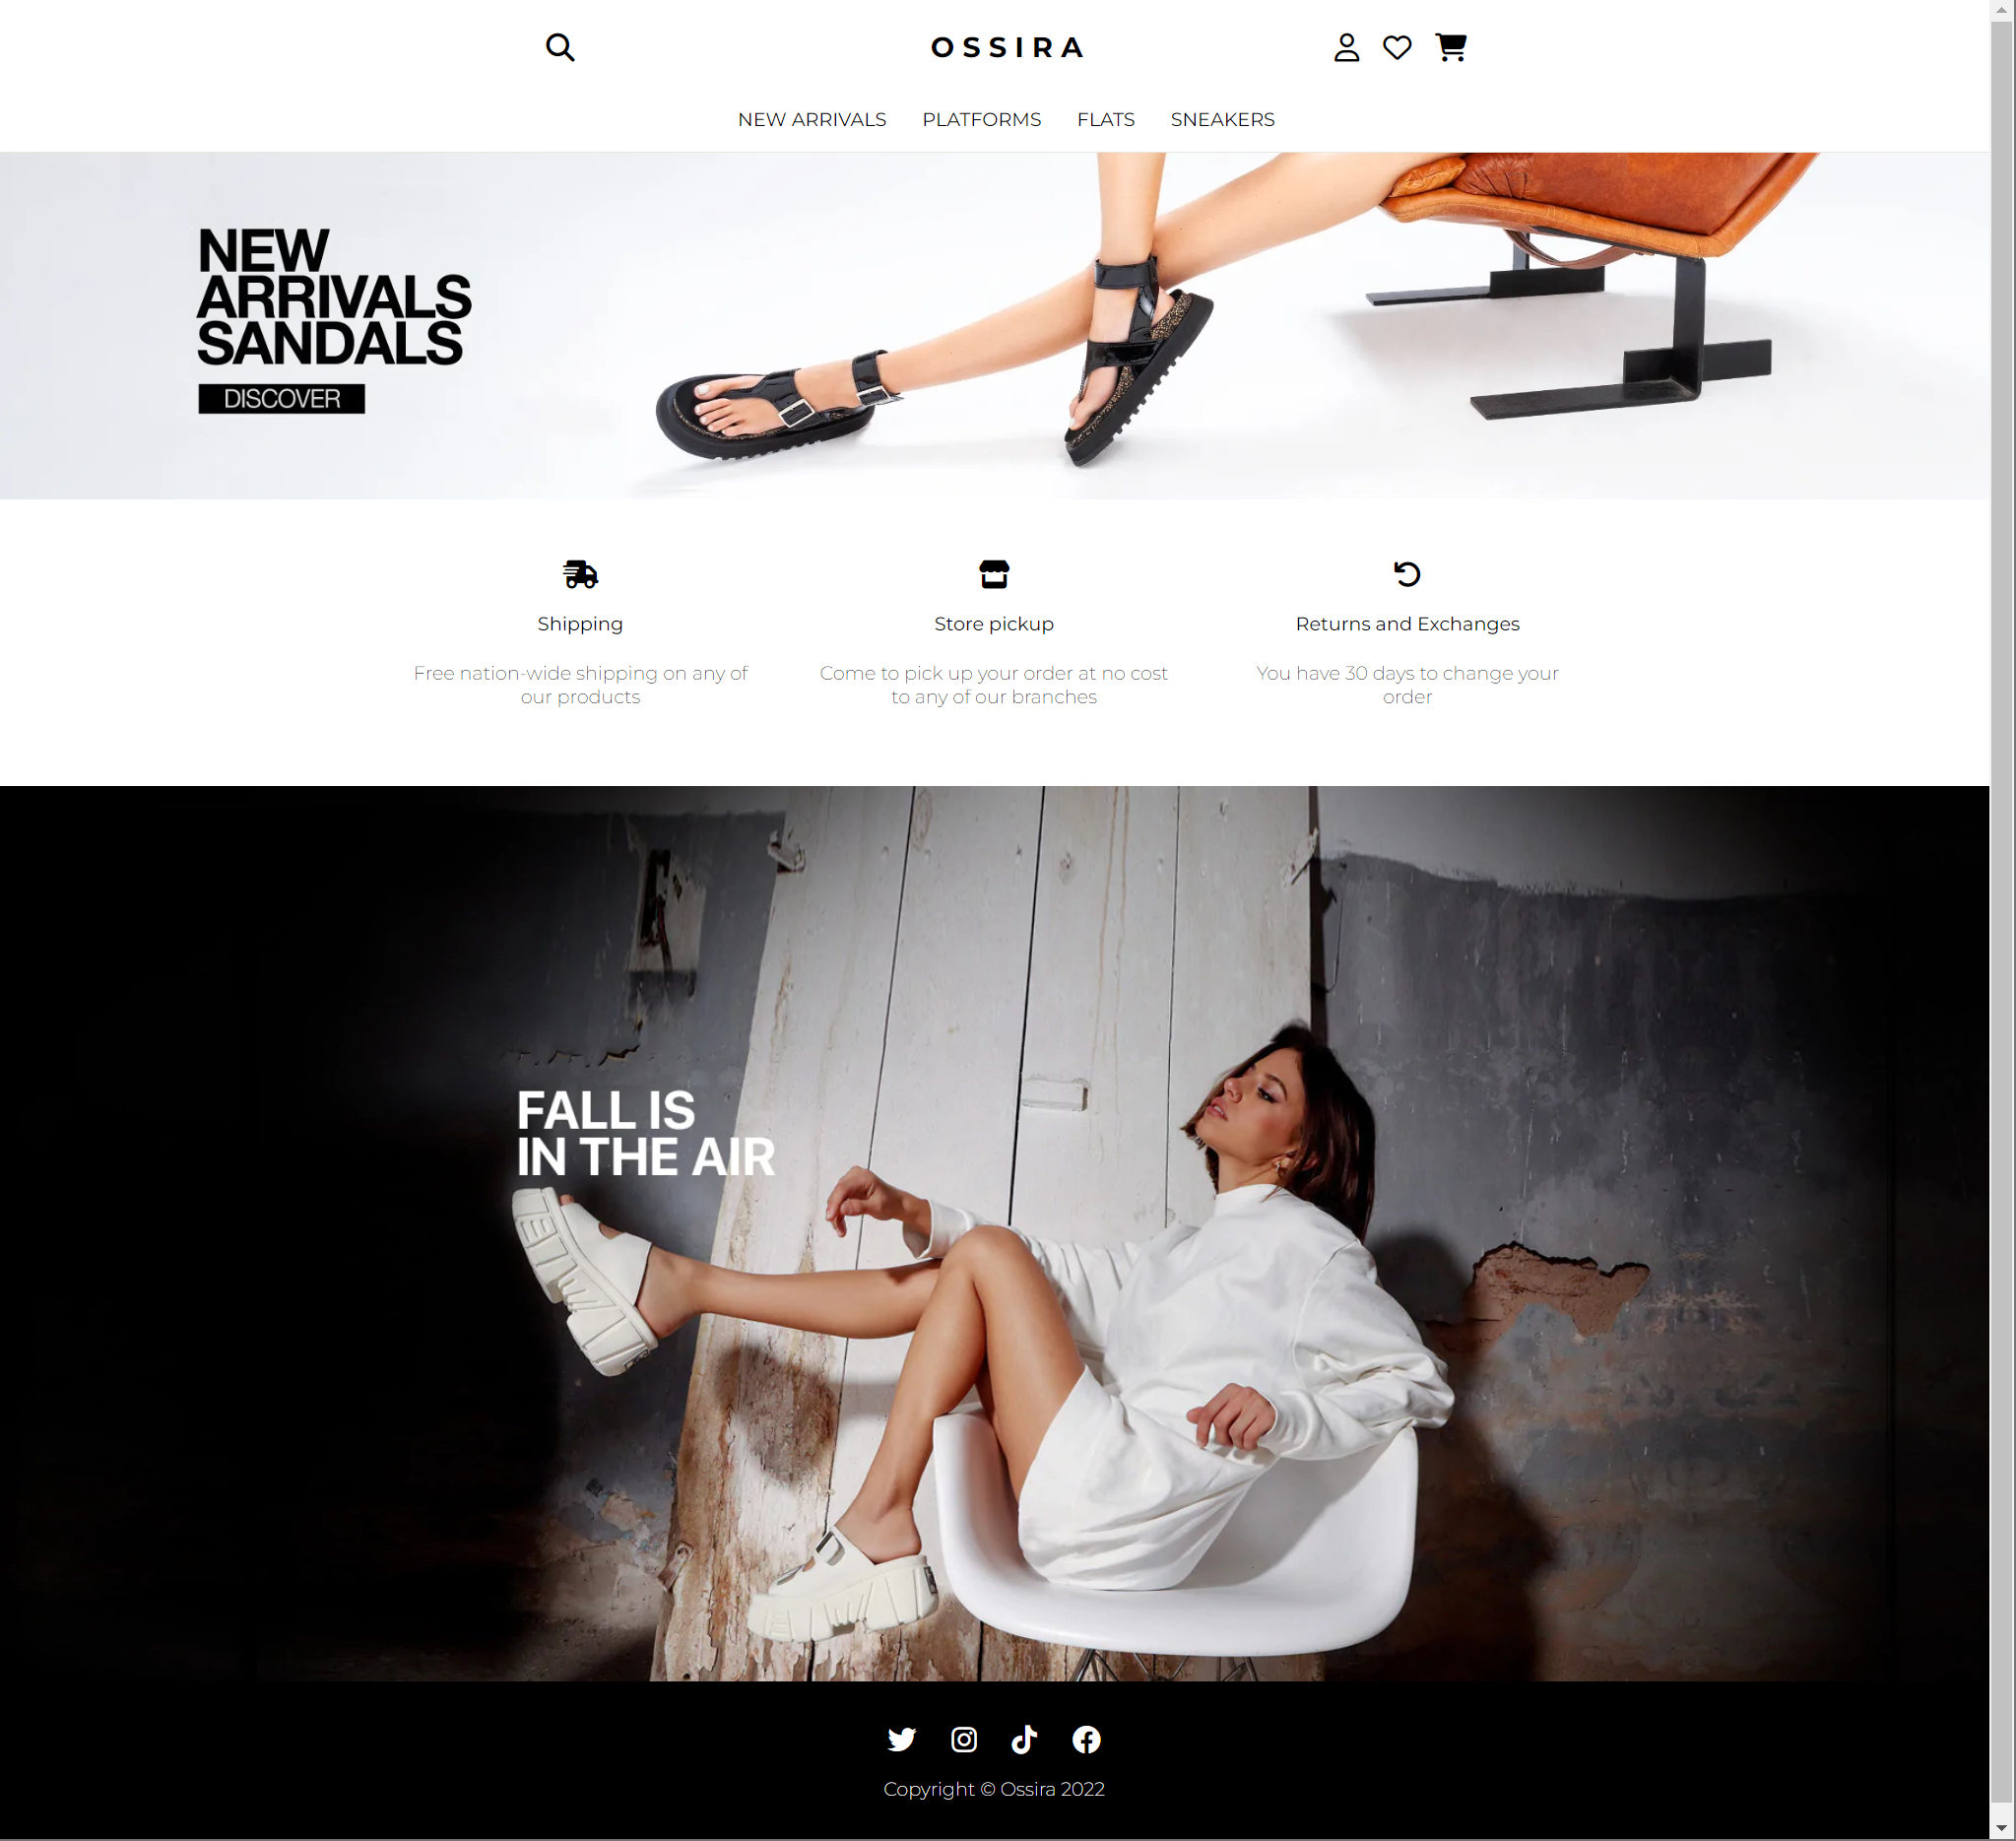 OSSIRA
NEW ARRIVALS PLATFORMS FLATS SNEAKERS
NEW
ARRIVALS
SANDALS
DISCOVER
Shipping
Free nation-wide shipping on any of
our products
Store pickup
Come to pick up your order at no cost
to any of our branches
Returns and Exchanges
You have 30 days to change your
order
FALL IS
IN THE AIR
Copyright © Ossira 2022